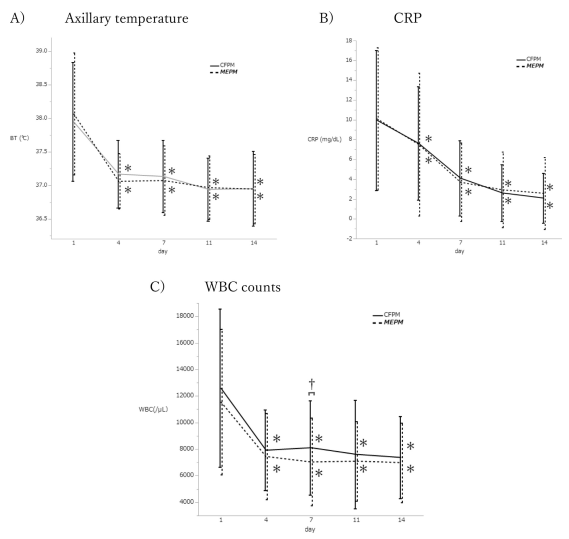 A) Axillary temperature
39.0
38.5
38.0
37.5
37.0
36.5
BT (℃)
CFPM
MEPM
*
*
*
*
*
*
*
*
1 4 7 11 14
day
B) CRP
18
16
14
12
10
8
6
4
2
0
-2
CRP (mg/dL)
CFPM
MEPM
*
*
*
*
*
*
*
*
1 4 7 11 14
day
C) WBC counts
18000
16000
14000
12000
10000
8000
6000
4000
WBC(/μL)
CFPM
MEPM
†
*
*
*
*
*
*
*
*
1 4 7 11 14
day